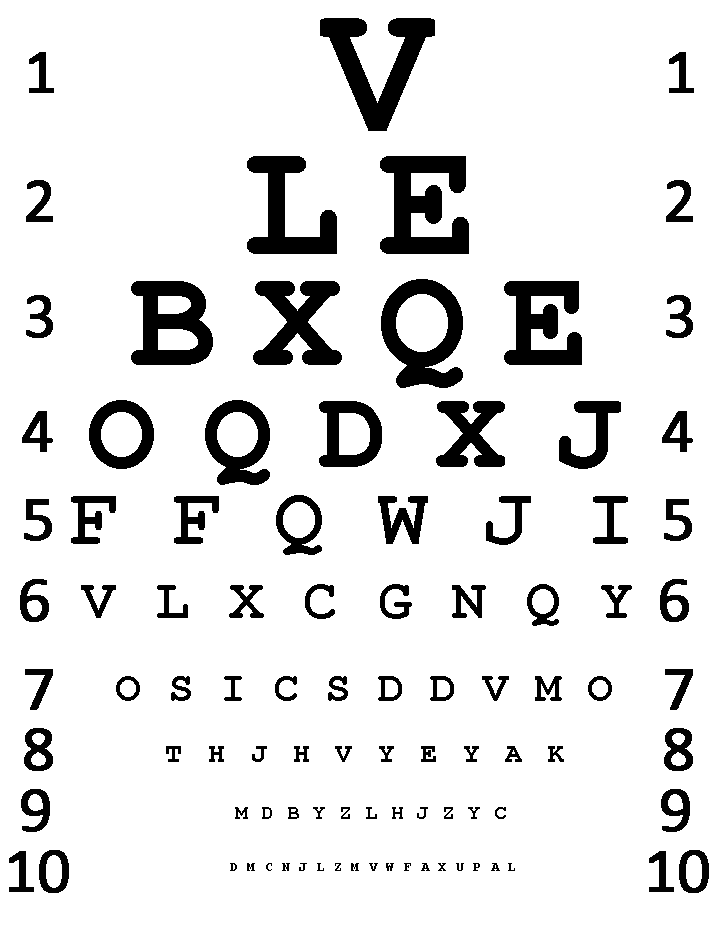 1 V 1
2 L E 2
3 B X Q E 3
4 O Q D X J 4
5 F F Q W J I 5
6 V L X C G N Q Y 6
7 O S I C S D D V M O 7
8 T H J H V Y E Y A K 8
9 M D B Y Z L H J Z Y C 9
10 D M C N J L Z M V W F A X U P A L 10